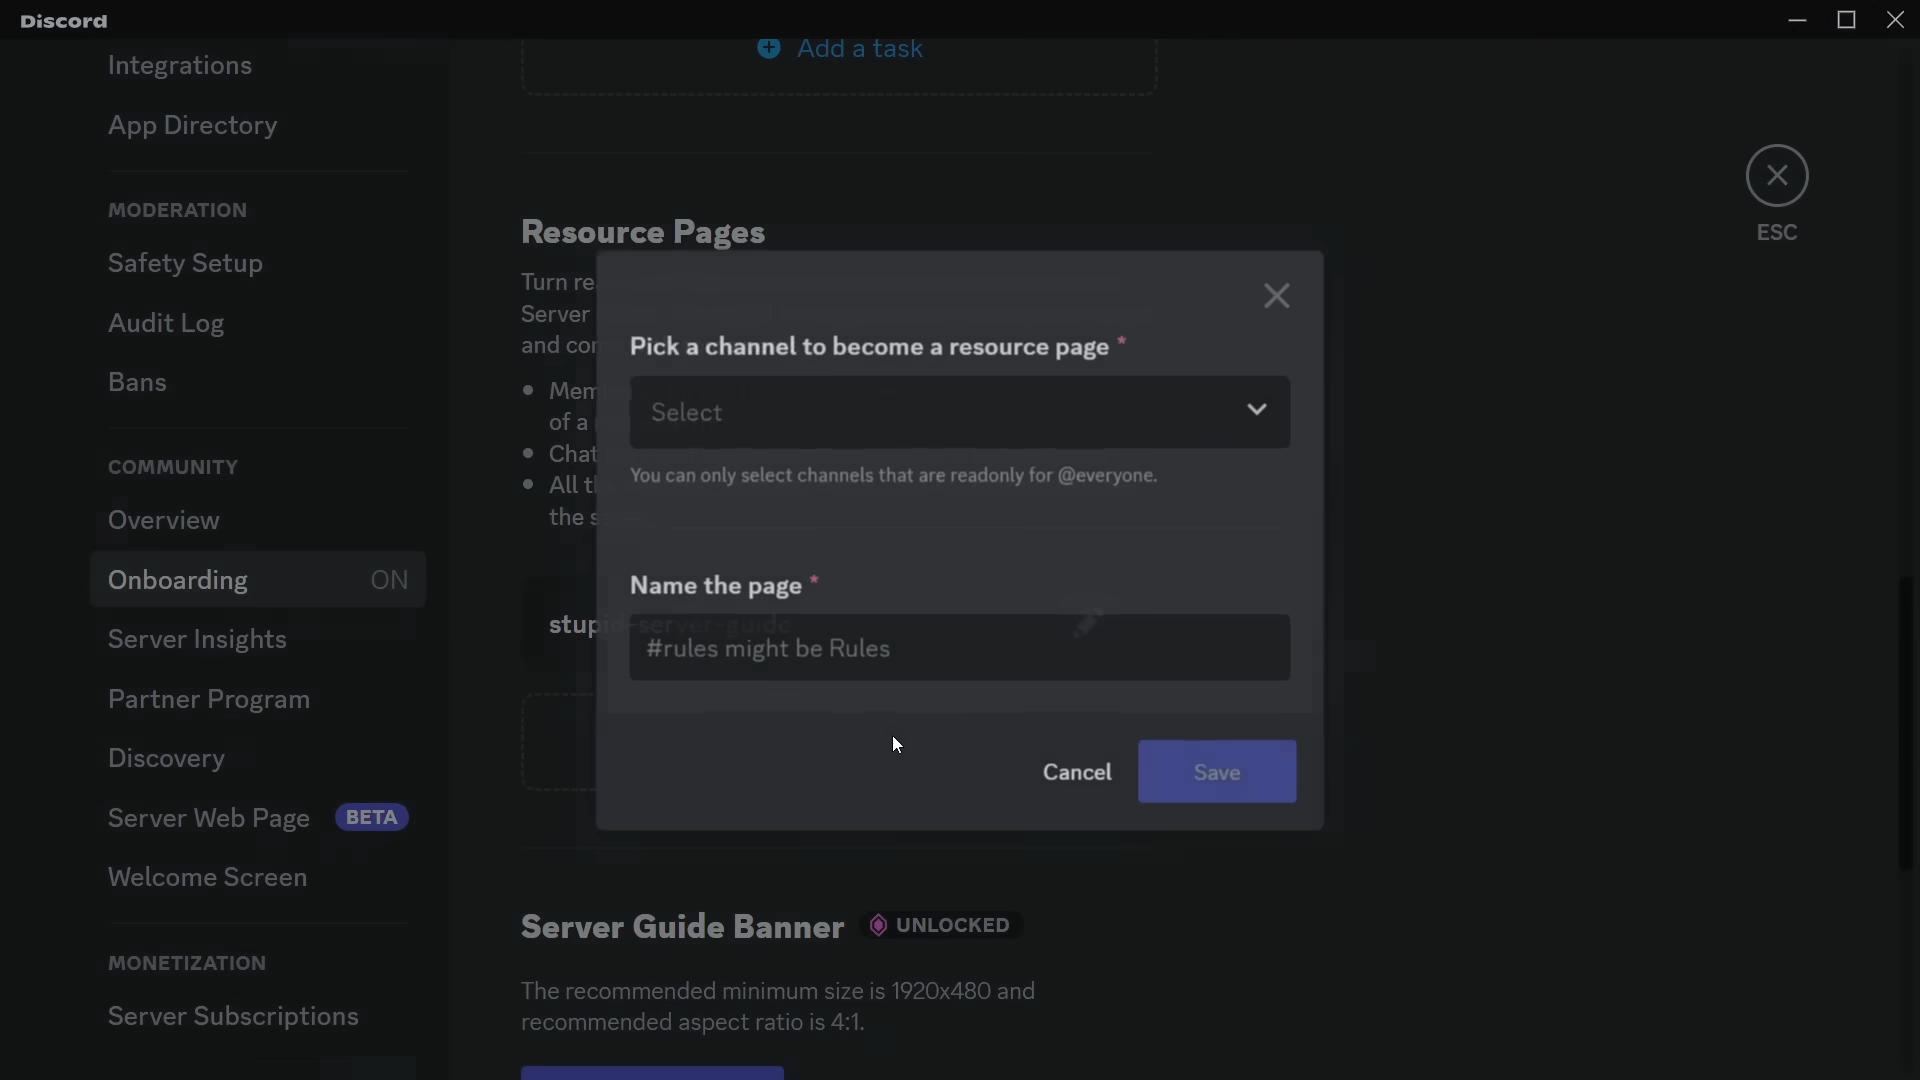 Discord
Integrations
App Directory
MODERATION
Safety Setup
Audit Log
Bans
COMMUNITY
Overview
Onboarding ON
Server Insights
Partner Program
Discovery
Server Web Page BETA
Welcome Screen
MONETIZATION
Server Subscriptions
Add a task
Resource Pages
Turn re
Server
and con
Mem
of a
Chat
All th
the s
stupid-server-guide
Pick a channel to become a resource page *
Select
You can only select channels that are readonly for @everyone.
Name the page *
#rules might be Rules
Cancel Save
Server Guide Banner UNLOCKED
The recommended minimum size is 1920x480 and
recommended aspect ratio is 4:1.
ESC